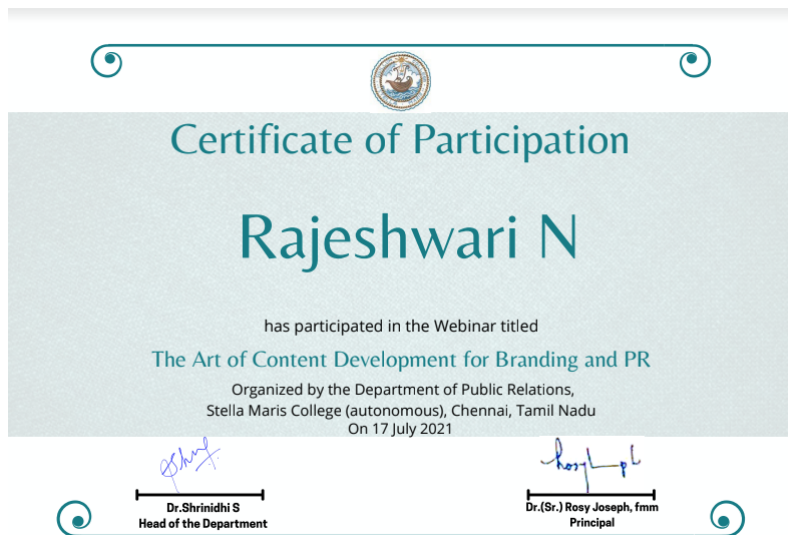 Certificate of Participation
Rajeshwari N
has participated in the Webinar titled
The Art of Content Development for Branding and PR
Organized by the Department of Public Relations,
Stella Maris College (autonomous), Chennai, Tamil Nadu
On 17 July 2021
Dr.Shrinidhi S
Head of the Department
Dr.(Sr.) Rosy Joseph, fmm
Principal